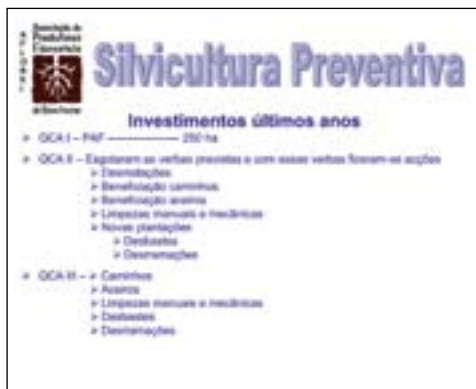 Associação de
Produtores
Florestais
Silvicultura Preventiva
Investimentos últimos anos
QCA I – PAF ---------------- 250 ha
QCA II – Esgotaram as verbas previstas e com essas verbas fizeram-se acções
Desmatações
Beneficiação caminhos
Beneficiação aceiros
Limpezas manuais e mecânicas
Novas plantações
Desbastes
Desramações
QCA III – Caminhos
Aceiros
Limpezas manuais e mecânicas
Desbastes
Desramações